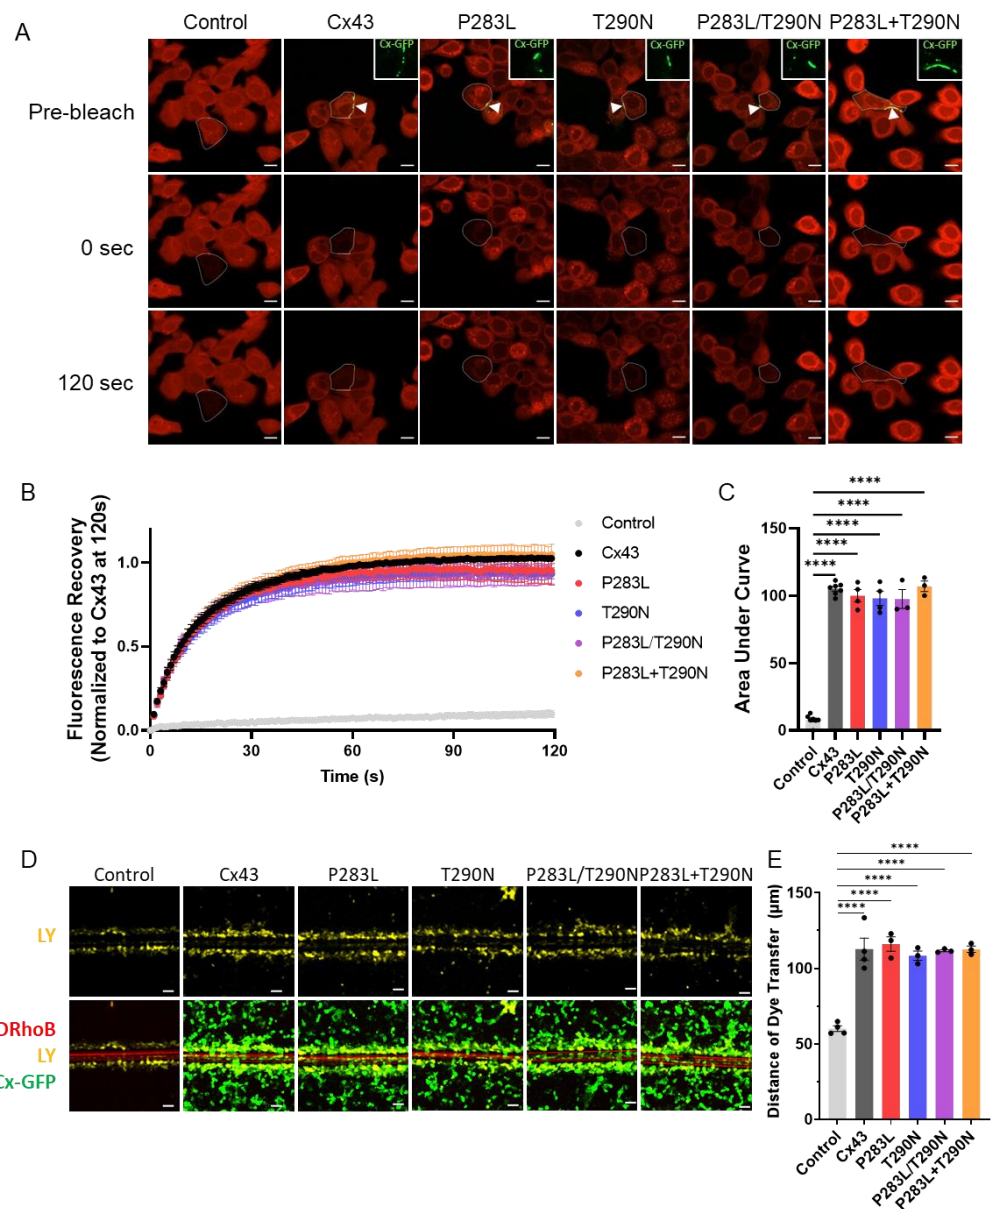 A
Control Cx43 P283L T290N P283L/T290N P283L+T290N
Cx-GFP Cx-GFP Cx-GFP Cx-GFP Cx-GFP
Pre-bleach
0 sec
120 sec
B
Fluorescence Recovery
(Normalized to Cx43 at 120s)
1.0
0.5
0.0
0 30 60 90 120
Time (s)
Control
Cx43
P283L
T290N
P283L/T290N
P283L+T290N
C
****
****
****
****
****
Area Under Curve
150
100
50
0
Control Cx43 P283L T290N P283L/T290N P283L+T290N
D
Control Cx43 P283L T290N P283L/T290N P283L+T290N
LY
DRhoB
LY
Cx-GFP
E
****
****
****
****
****
Distance of Dye Transfer (µm)
150
100
50
0
Control Cx43 P283L T290N P283L/T290N P283L+T290N